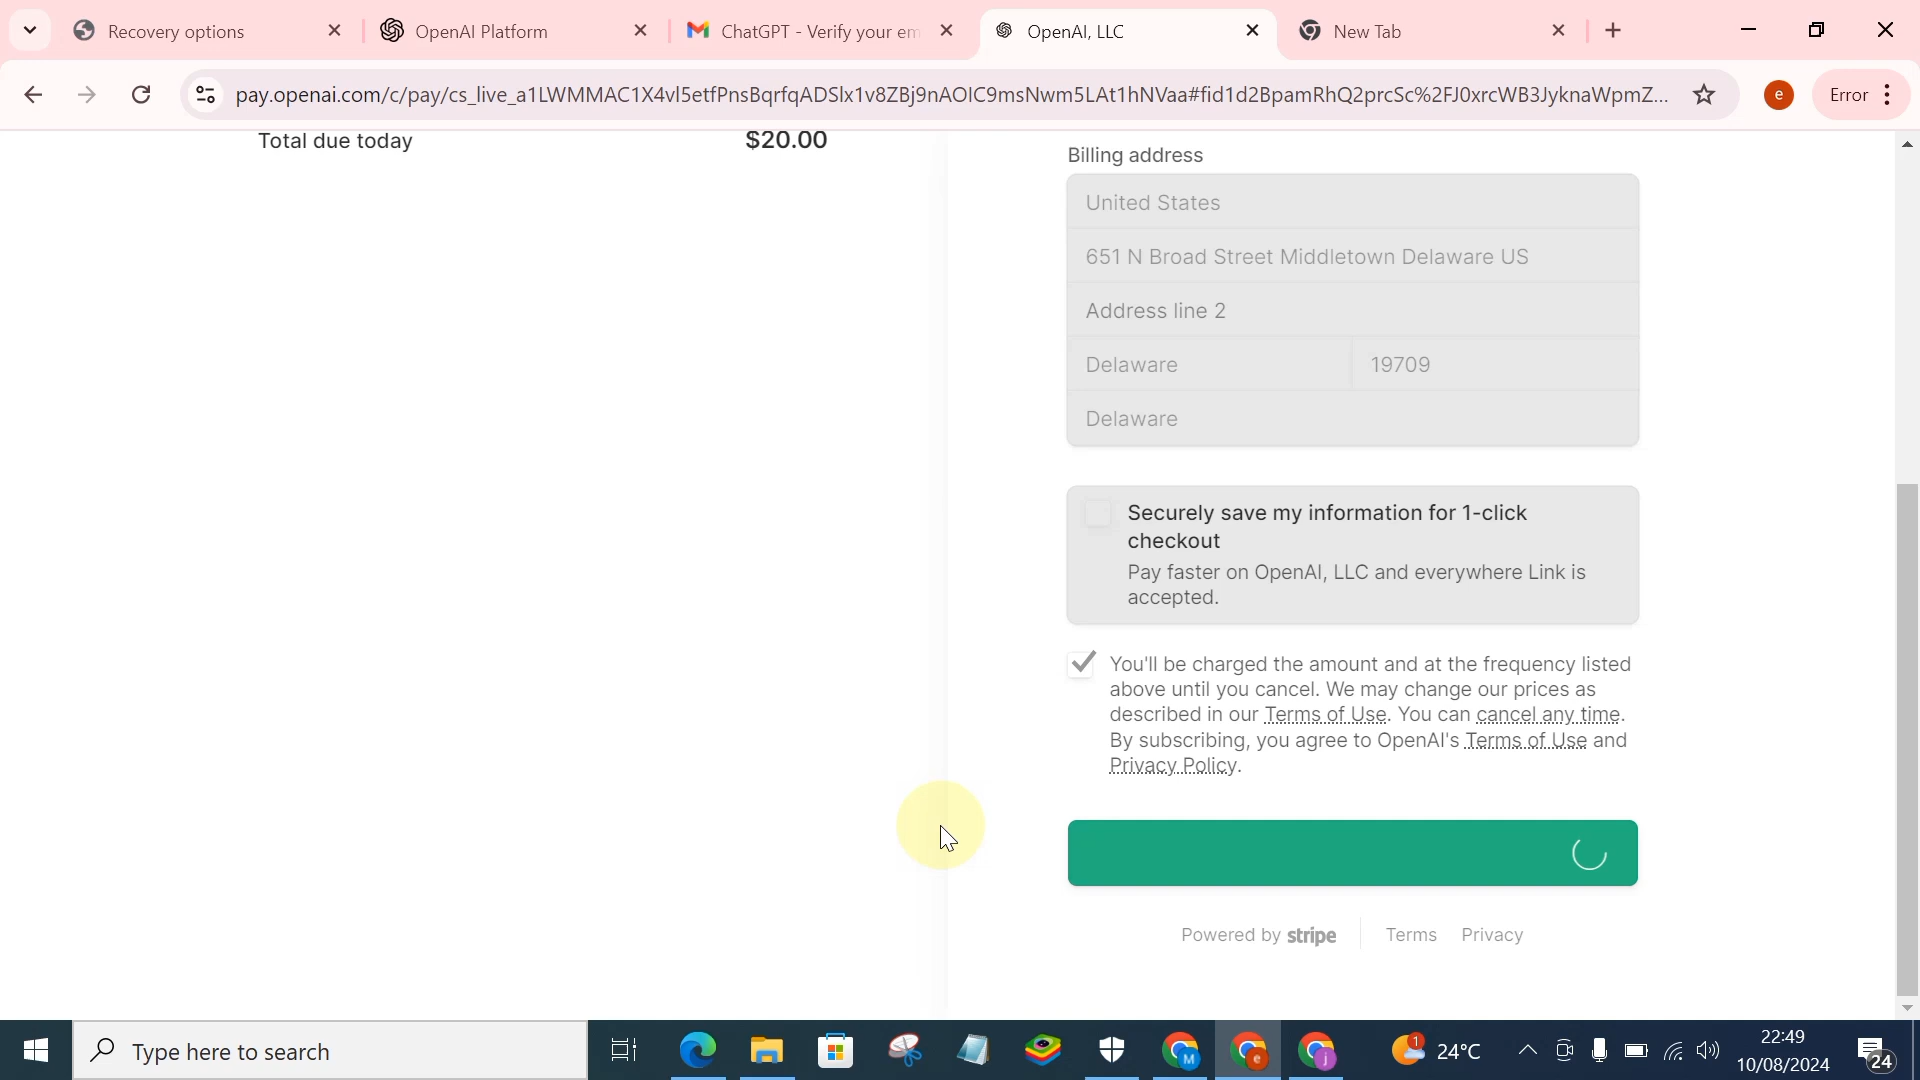 Recovery options
OpenAI Platform
ChatGPT - Verify your em
OpenAI, LLC
New Tab
pay.openai.com/c/pay/cs_live_a1LWMMAC1X4vl5etfPnsBqrfqADSlx1v8ZBj9nAOIC9msNwm5LAt1hNVaa#fid1d2BpamRhQ2prcSc%2FJ0xrcWB3JyknaWpmZ...
e
Error
Total due today
$20.00
Billing address
United States
651 N Broad Street Middletown Delaware US
Address line 2
Delaware
19709
Delaware
Securely save my information for 1-click
checkout
Pay faster on OpenAI, LLC and everywhere Link is
accepted.
You'll be charged the amount and at the frequency listed
above until you cancel. We may change our prices as
described in our Terms of Use. You can cancel any time.
By subscribing, you agree to OpenAI's Terms of Use and
Privacy Policy.
Powered by stripe
Terms
Privacy
Type here to search
M
e
j
1
24°C
22:49
10/08/2024
24